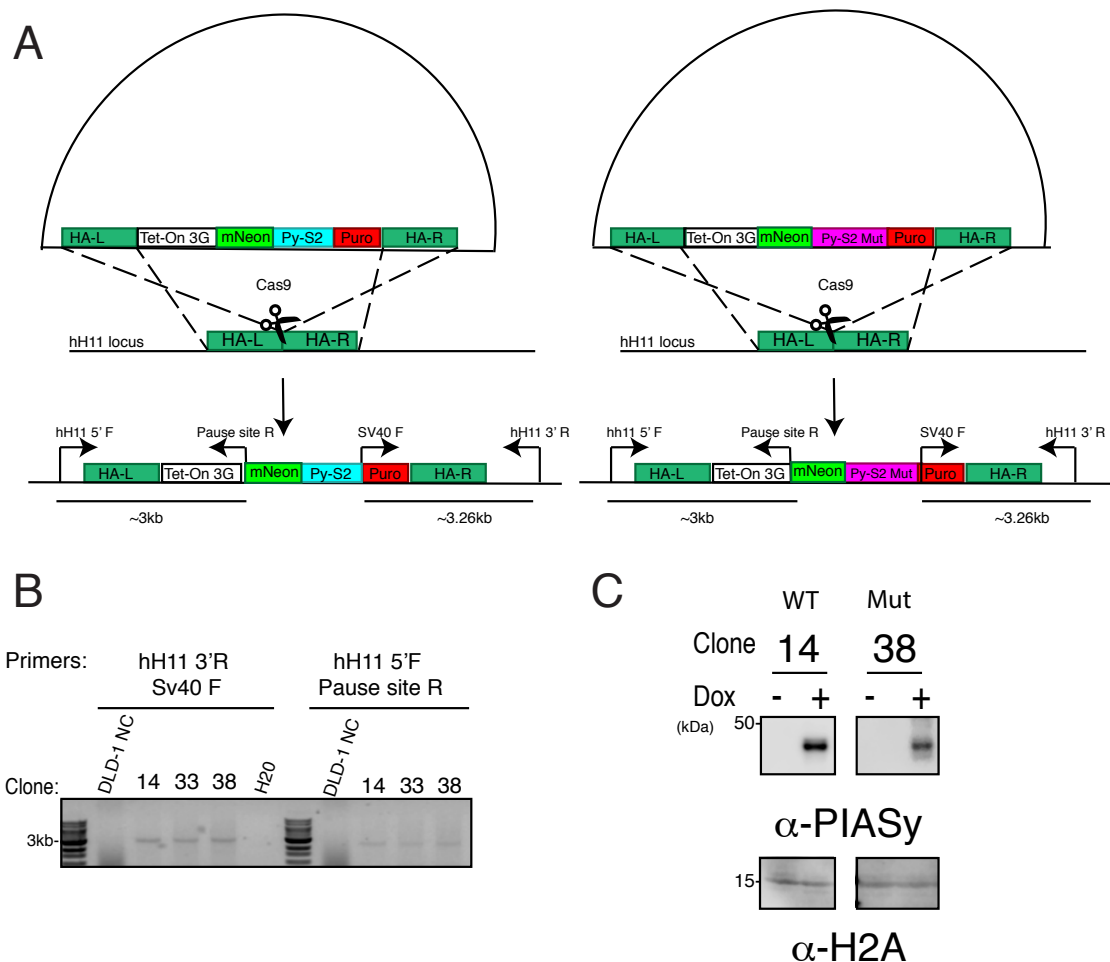 A
HA-L Tet-On 3G mNeon Py-S2 Puro HA-R
Cas9
hH11 locus HA-L HA-R
hH11 5' F Pause site R SV40 F hH11 3' R
HA-L Tet-On 3G mNeon Py-S2 Puro HA-R
~3kb ~3.26kb
HA-L Tet-On 3G mNeon Py-S2 Mut Puro HA-R
Cas9
hH11 locus HA-L HA-R
hh11 5' F Pause site R SV40 F hH11 3' R
HA-L Tet-On 3G mNeon Py-S2 Mut Puro HA-R
~3kb ~3.26kb
B
Primers: hH11 3'R hH11 5'F
Sv40 F Pause site R
Clone: DLD-1 NC 14 33 38 H20 DLD-1 NC 14 33 38
3kb-
C
WT Mut
Clone 14 38
Dox - + - +
(kDa) 50-
α-PIASy
15-
α-H2A